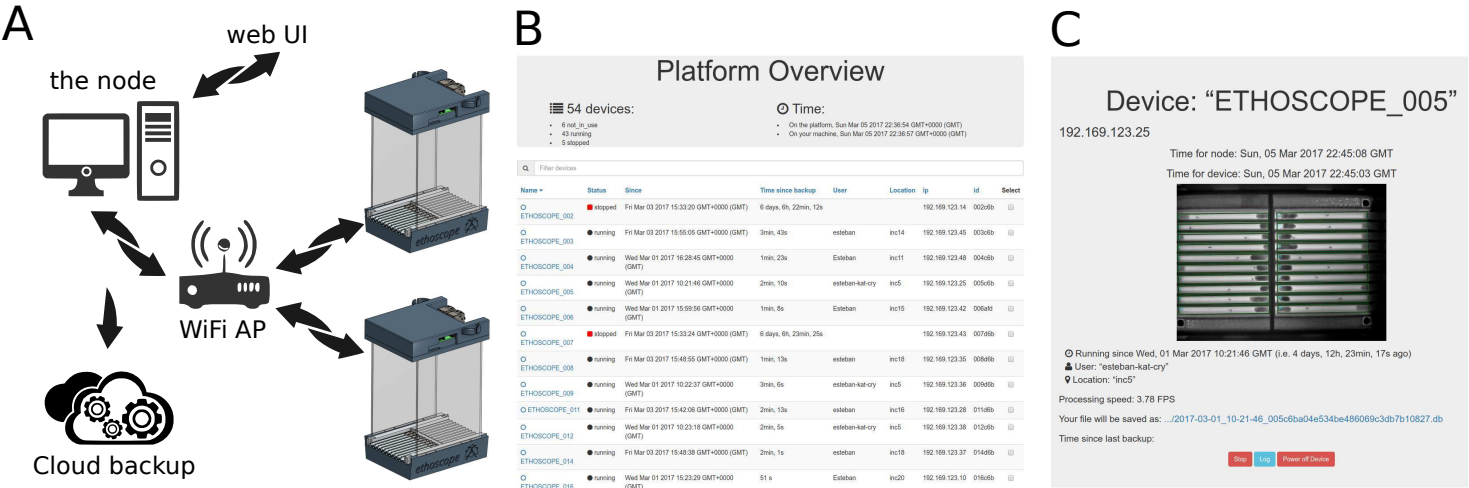 A
web UI
the node
ethoscope
WiFi AP
ethoscope
Cloud backup
B
Platform Overview
54 devices:
6 not_in_use
43 running
5 stopped
Time:
On the platform, Sun Mar 05 2017 22:36:54 GMT+0000 (GMT)
On your machine, Sun Mar 05 2017 22:36:57 GMT+0000 (GMT)
Filter devices
Name Status Since Time since backup User Location ip id Select
ETHOSCOPE_002 stopped Fri Mar 03 2017 15:33:20 GMT+0000 (GMT) 6 days, 6h, 22min, 12s 192.169.123.14 002c6b
ETHOSCOPE_003 running Fri Mar 03 2017 15:55:05 GMT+0000 (GMT) 3min, 43s esteban inc14 192.169.123.45 003c6b
ETHOSCOPE_004 running Wed Mar 01 2017 16:28:45 GMT+0000 (GMT) 1min, 23s Esteban inc11 192.169.123.48 004c6b
ETHOSCOPE_005 running Wed Mar 01 2017 10:21:46 GMT+0000 (GMT) 2min, 10s esteban-kat-cry inc5 192.169.123.25 005c6b
ETHOSCOPE_006 running Wed Mar 01 2017 15:59:56 GMT+0000 (GMT) 1min, 8s Esteban inc15 192.169.123.42 006afd
ETHOSCOPE_007 stopped Fri Mar 03 2017 15:33:24 GMT+0000 (GMT) 6 days, 6h, 23min, 25s 192.169.123.43 007d6b
ETHOSCOPE_008 running Fri Mar 03 2017 15:48:55 GMT+0000 (GMT) 1min, 13s esteban inc18 192.169.123.35 008d6b
ETHOSCOPE_009 running Wed Mar 01 2017 10:22:37 GMT+0000 (GMT) 3min, 6s esteban-kat-cry inc5 192.169.123.36 009d6b
ETHOSCOPE_011 running Fri Mar 03 2017 15:42:06 GMT+0000 (GMT) 2min, 13s esteban inc16 192.169.123.28 011d6b
ETHOSCOPE_012 running Wed Mar 01 2017 10:23:18 GMT+0000 (GMT) 2min, 5s esteban-kat-cry inc5 192.169.123.38 012c6b
ETHOSCOPE_014 running Fri Mar 03 2017 15:48:38 GMT+0000 (GMT) 2min, 1s esteban inc18 192.169.123.37 014d6b
ETHOSCOPE_016 running Wed Mar 01 2017 15:23:29 GMT+0000 (GMT) 51 s Esteban inc20 192.169.123.10 016c6b
C
Device: “ETHOSCOPE_005”
192.169.123.25
Time for node: Sun, 05 Mar 2017 22:45:08 GMT
Time for device: Sun, 05 Mar 2017 22:45:03 GMT
Running since Wed, 01 Mar 2017 10:21:46 GMT (i.e. 4 days, 12h, 23min, 17s ago)
User: "esteban-kat-cry"
Location: "inc5"
Processing speed: 3.78 FPS
Your file will be saved as: .../2017-03-01_10-21-46_005c6ba04e534be486069c3db7b10827.db
Time since last backup:
Stop Log Power off Device